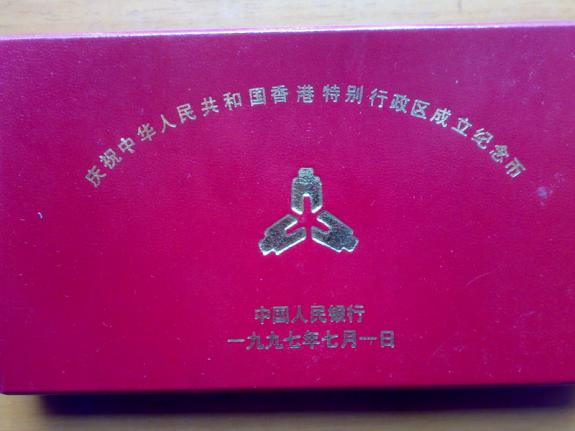 庆祝中华人民共和国香港特别行政区成立纪念币
中国人民银行
一九九七年七月一日